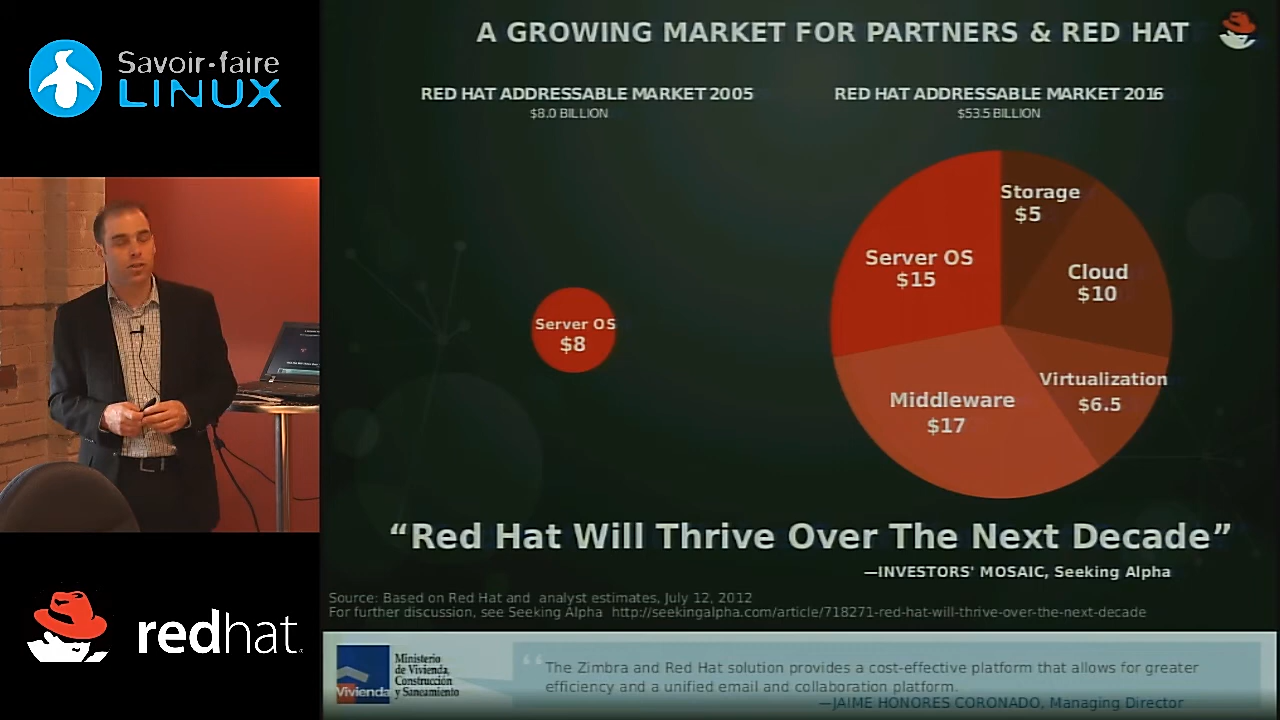 Savoir-faire
LINUX
A GROWING MARKET FOR PARTNERS & RED HAT
RED HAT ADDRESSABLE MARKET 2005
$8.0 BILLION
RED HAT ADDRESSABLE MARKET 2016
$53.5 BILLION
Server OS
$8
Storage
$5
Server OS
$15
Cloud
$10
Virtualization
$6.5
Middleware
$17
“Red Hat Will Thrive Over The Next Decade”
—INVESTORS' MOSAIC, Seeking Alpha
Source: Based on Red Hat and analyst estimates, July 12, 2012
For further discussion, see Seeking Alpha http://seekingalpha.com/article/718271-red-hat-will-thrive-over-the-next-decade
redhat
Vivienda
Ministerio
de Vivienda,
Construcción
y Saneamiento
“The Zimbra and Red Hat solution provides a cost-effective platform that allows for greater
efficiency and a unified email and collaboration platform.
—JAIME HONORES CORONADO, Managing Director